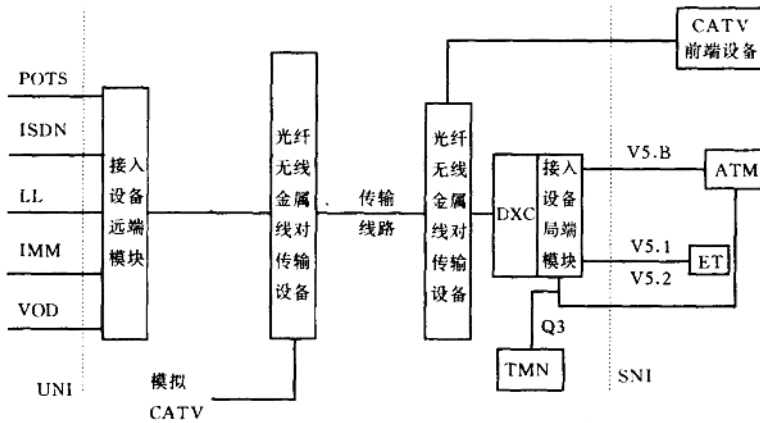 POTS
ISDN
LL
IMM
VOD
UNI
接入
设备
远端
模块
模拟
CATV
光纤
无线
金属
线对
传输
设备
传输
线路
光纤
无线
金属
线对
传输
设备
DXC
接入
设备
局端
模块
CATV
前端设备
V5.B
ATM
V5.1
V5.2
ET
Q3
TMN
SNI